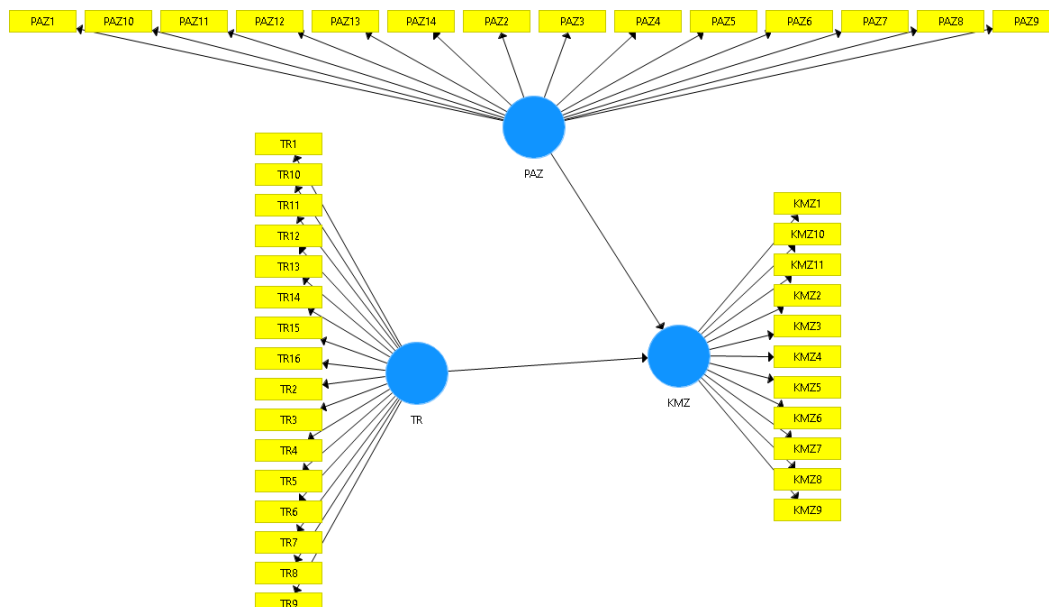 PAZ1 PAZ10 PAZ11 PAZ12 PAZ13 PAZ14 PAZ2 PAZ3 PAZ4 PAZ5 PAZ6 PAZ7 PAZ8 PAZ9
PAZ
TR1
TR10
TR11
TR12
TR13
TR14
TR15
TR16
TR2
TR3
TR4
TR5
TR6
TR7
TR8
TR9
TR
KMZ1
KMZ10
KMZ11
KMZ2
KMZ3
KMZ4
KMZ5
KMZ6
KMZ7
KMZ8
KMZ9
KMZ